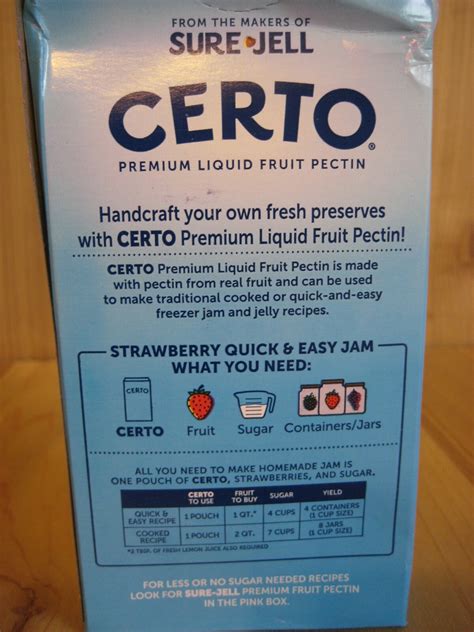 FROM THE MAKERS OF
SURE-JELL
CERTO®
PREMIUM LIQUID FRUIT PECTIN
Handcraft your own fresh preserves
with CERTO Premium Liquid Fruit Pectin!
CERTO Premium Liquid Fruit Pectin is made
with pectin from real fruit and can be used
to make traditional cooked or quick-and-easy
freezer jam and jelly recipes.
STRAWBERRY QUICK & EASY JAM
WHAT YOU NEED:
CERTO
CERTO Fruit Sugar Containers/Jars
ALL YOU NEED TO MAKE HOMEMADE JAM IS
ONE POUCH OF CERTO, STRAWBERRIES, AND SUGAR.
CERTO TO USE FRUIT TO BUY SUGAR YIELD
QUICK & EASY RECIPE 1 POUCH 1 QT.* 4 CUPS 4 CONTAINERS (1 CUP SIZE)
COOKED RECIPE 1 POUCH 2 QT. 7 CUPS 8 JARS (1 CUP SIZE)
*2 TBSP. OF FRESH LEMON JUICE ALSO REQUIRED
FOR LESS OR NO SUGAR NEEDED RECIPES
LOOK FOR SURE-JELL PREMIUM FRUIT PECTIN
IN THE PINK BOX.